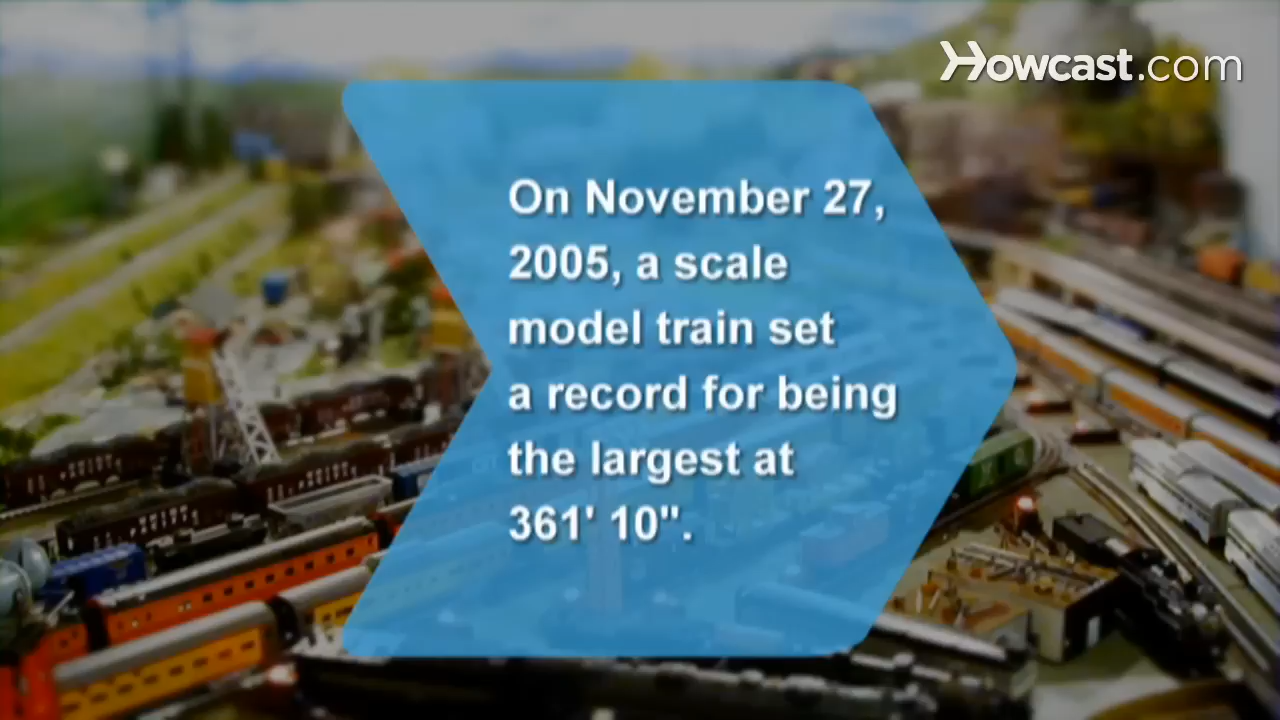 Howcast.com
On November 27,
2005, a scale
model train set
a record for being
the largest at
361' 10".